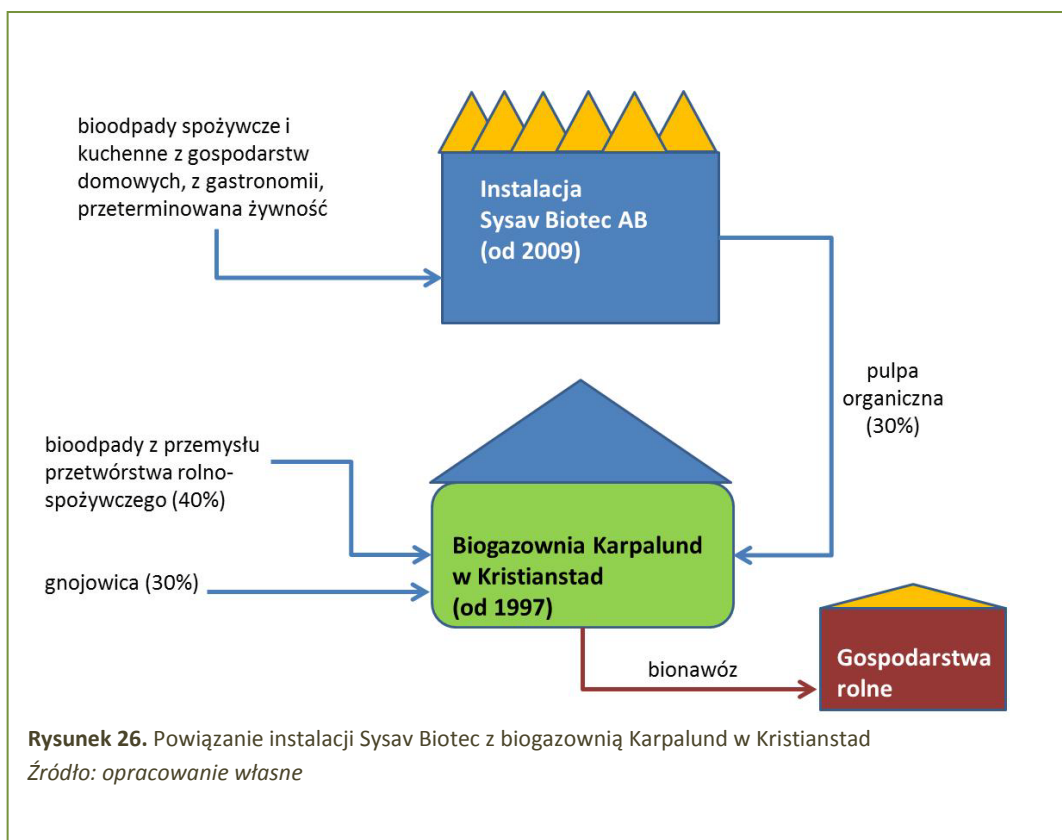 bioodpady spożywcze i
kuchenne z gospodarstw
domowych, z gastronomii,
przeterminowana żywność
Instalacja
Sysav Biotec AB
(od 2009)
pulpa
organiczna
(30%)
bioodpady z przemysłu
przetwórstwa rolno-
spożywczego (40%)
gnojowica (30%)
Biogazownia Karpalund
w Kristianstad
(od 1997)
bionawóz
Gospodarstwa
rolne
Rysunek 26. Powiązanie instalacji Sysav Biotec z biogazownią Karpalund w Kristianstad
Źródło: opracowanie własne